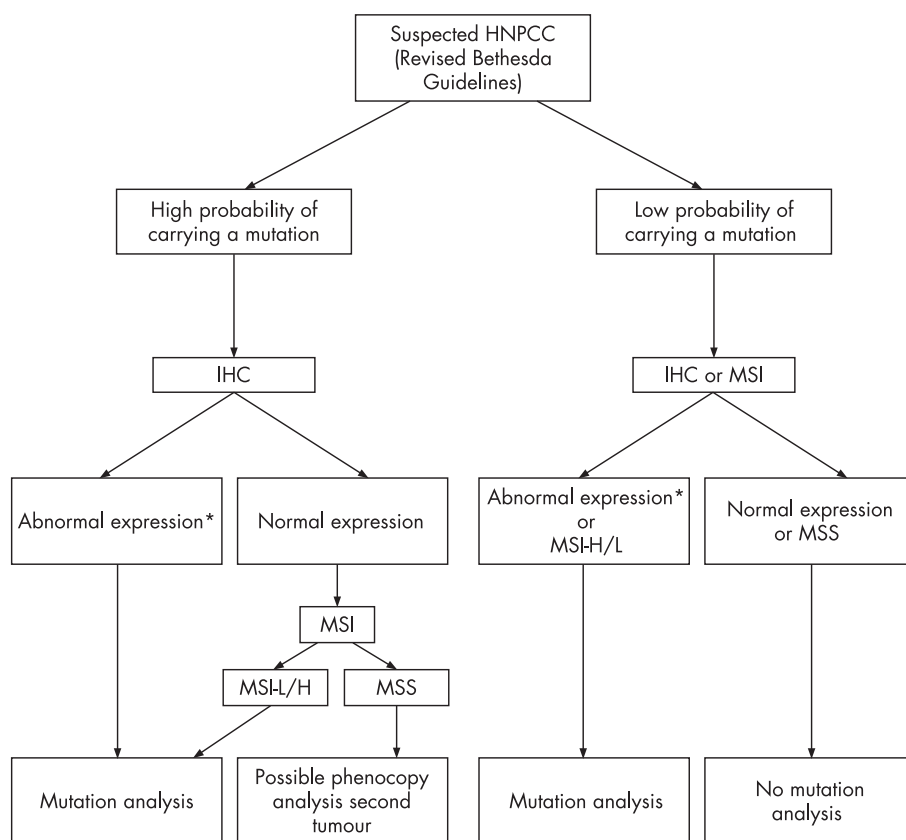 Suspected HNPCC
(Revised Bethesda
Guidelines)
High probability of
carrying a mutation
Low probability of
carrying a mutation
IHC
IHC or MSI
Abnormal expression*
Normal expression
Abnormal expression*
or
MSI-H/L
Normal expression
or MSS
MSI
MSI-L/H
MSS
Mutation analysis
Possible phenocopy
analysis second
tumour
Mutation analysis
No mutation
analysis